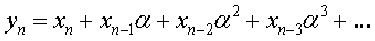 yₙ = xₙ + xₙ₋₁α + xₙ₋₂α² + xₙ₋₃α³ + ...